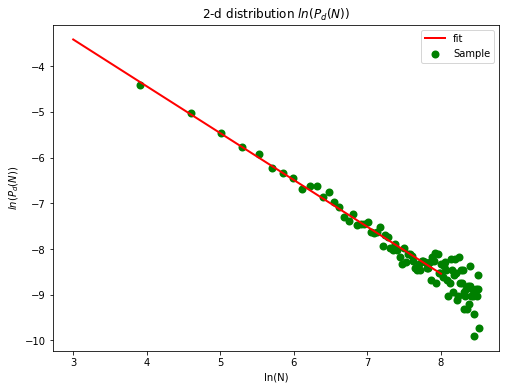 2-d distribution ln(P_d(N))
fit
Sample
−4
−5
−6
−7
−8
−9
−10
ln(P_d(N))
3
4
5
6
7
8
ln(N)